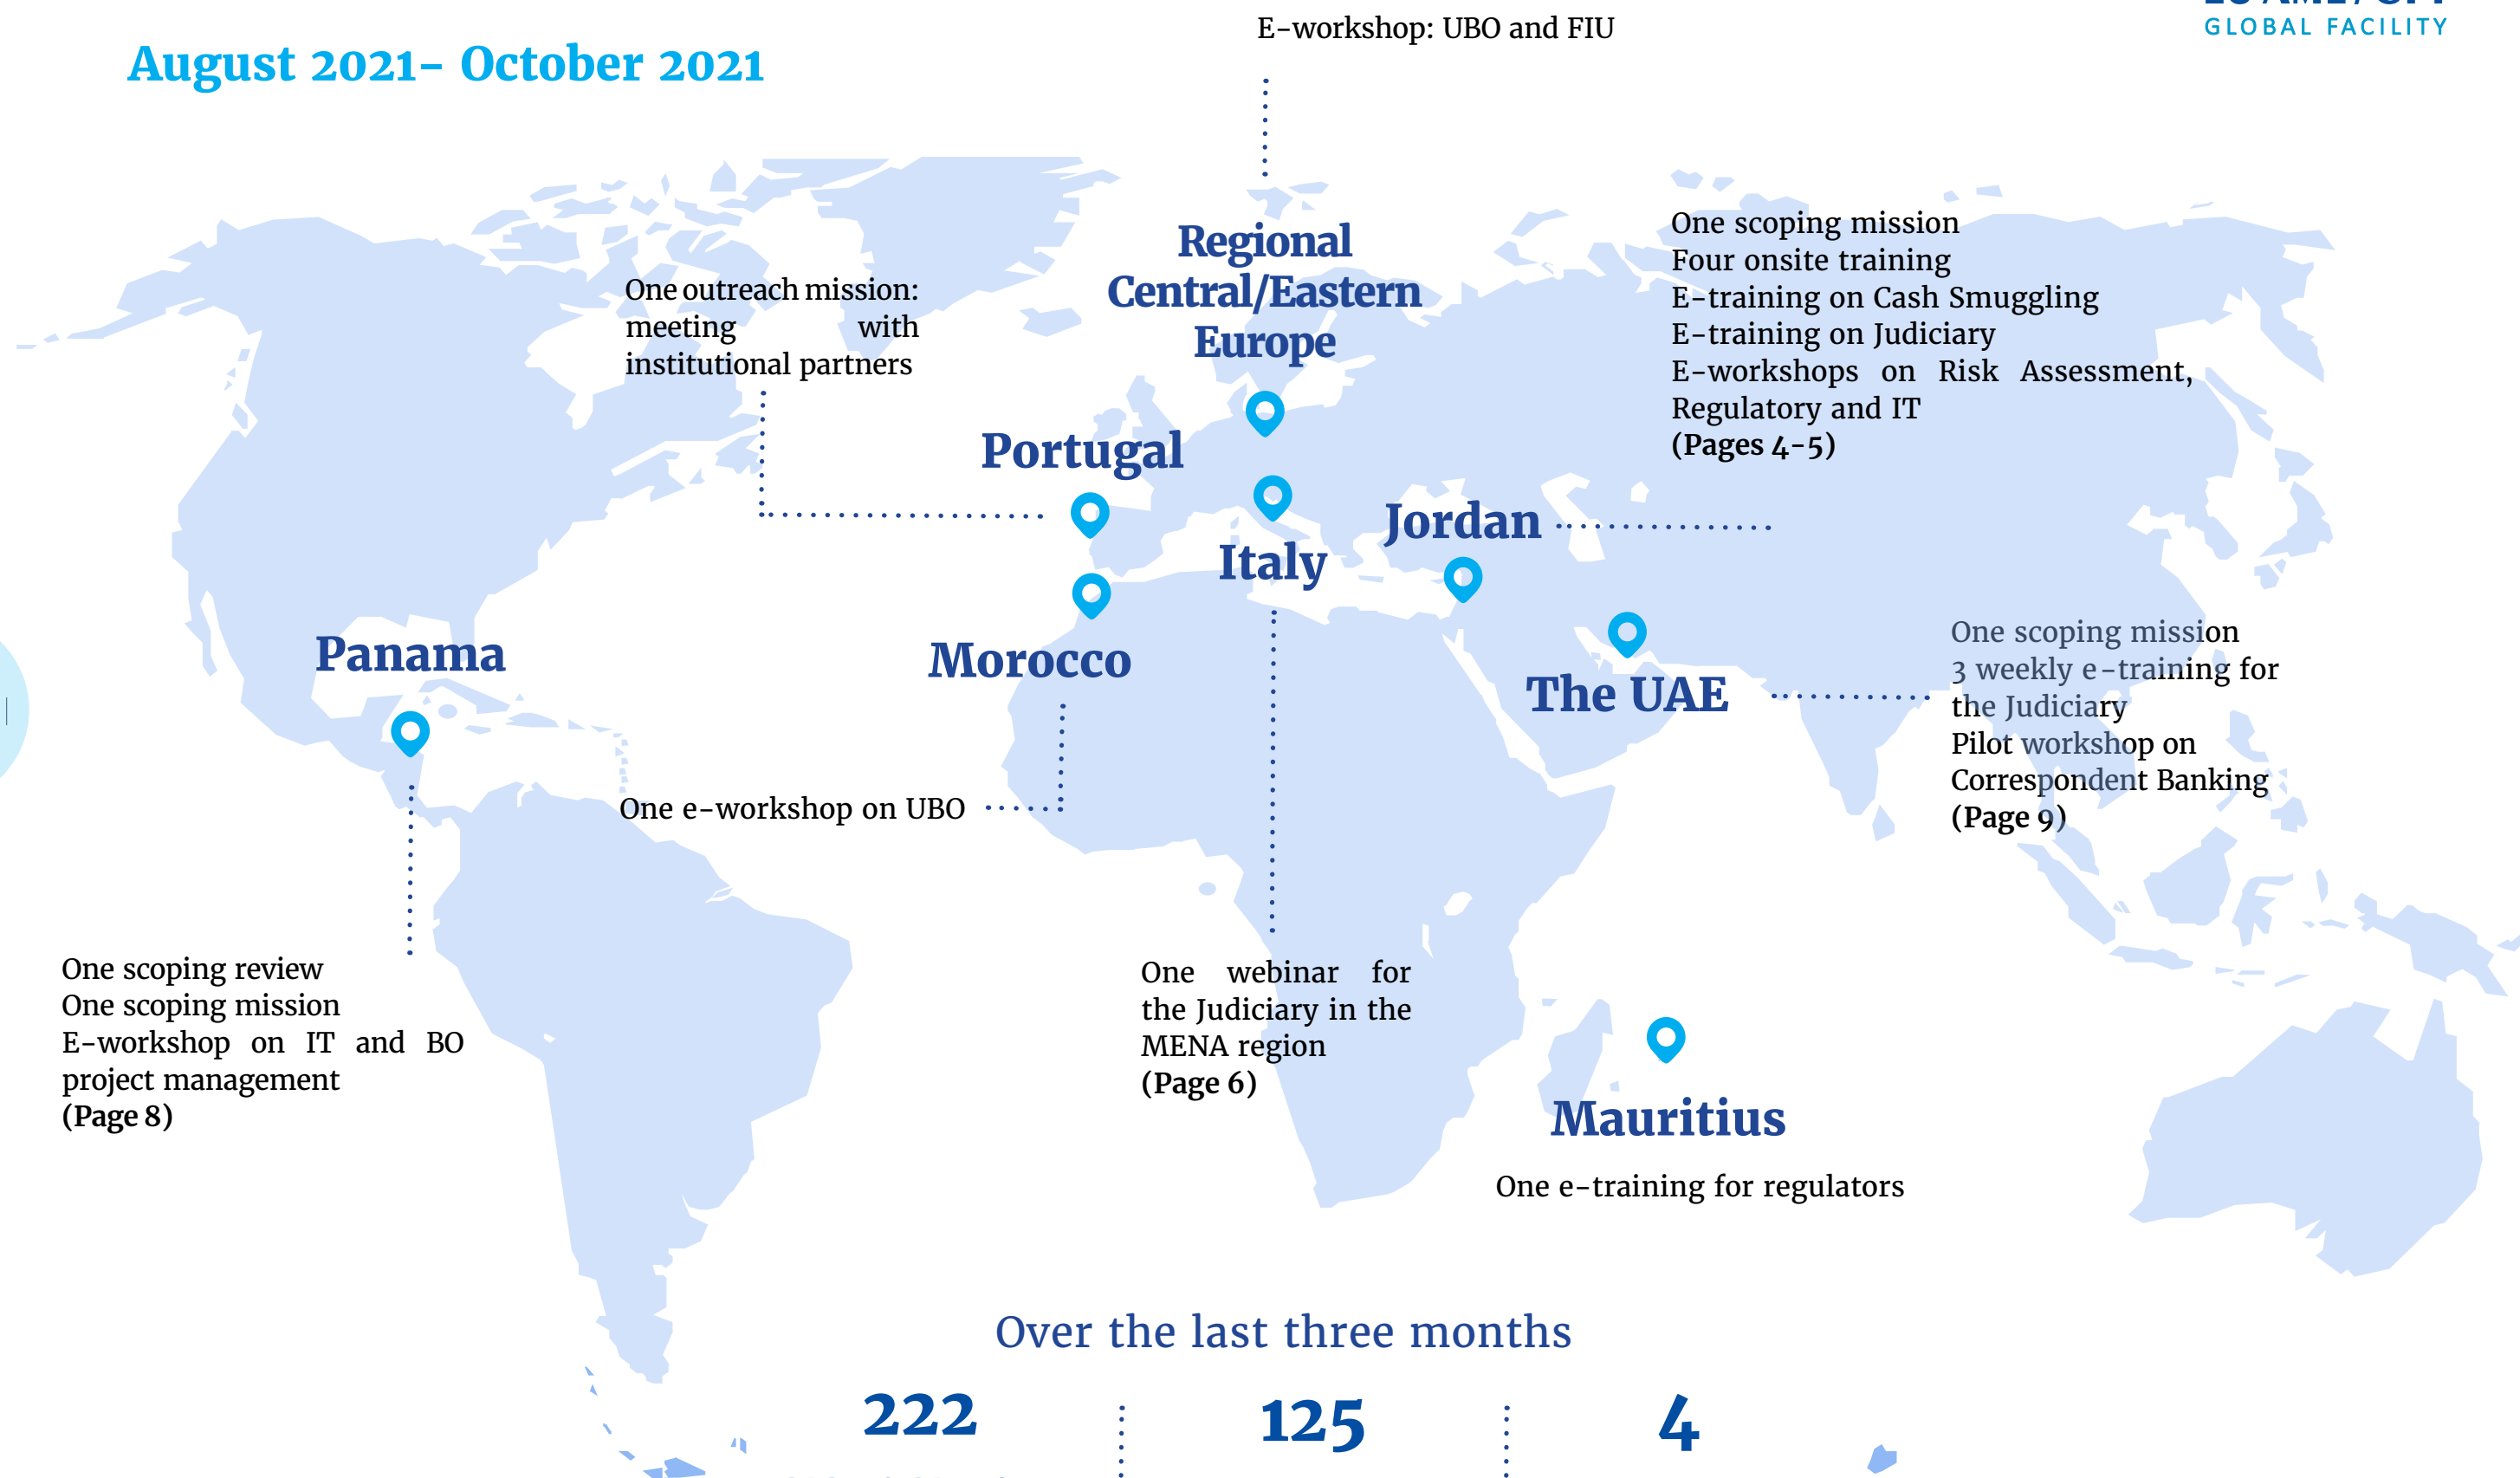 GLOBAL FACILITY
E-workshop: UBO and FIU
August 2021– October 2021
Regional
Central/Eastern
Europe
One scoping mission
Four onsite training
E-training on Cash Smuggling
E-training on Judiciary
E-workshops on Risk Assessment,
Regulatory and IT
(Pages 4-5)
One outreach mission:
meeting with
institutional partners
Portugal
Jordan
Italy
Morocco
Panama
The UAE
One scoping mission
3 weekly e-training for
the Judiciary
Pilot workshop on
Correspondent Banking
(Page 9)
One e-workshop on UBO
One scoping review
One scoping mission
E-workshop on IT and BO
project management
(Page 8)
One webinar for
the Judiciary in the
MENA region
(Page 6)
Mauritius
One e-training for regulators
Over the last three months
222
125
4